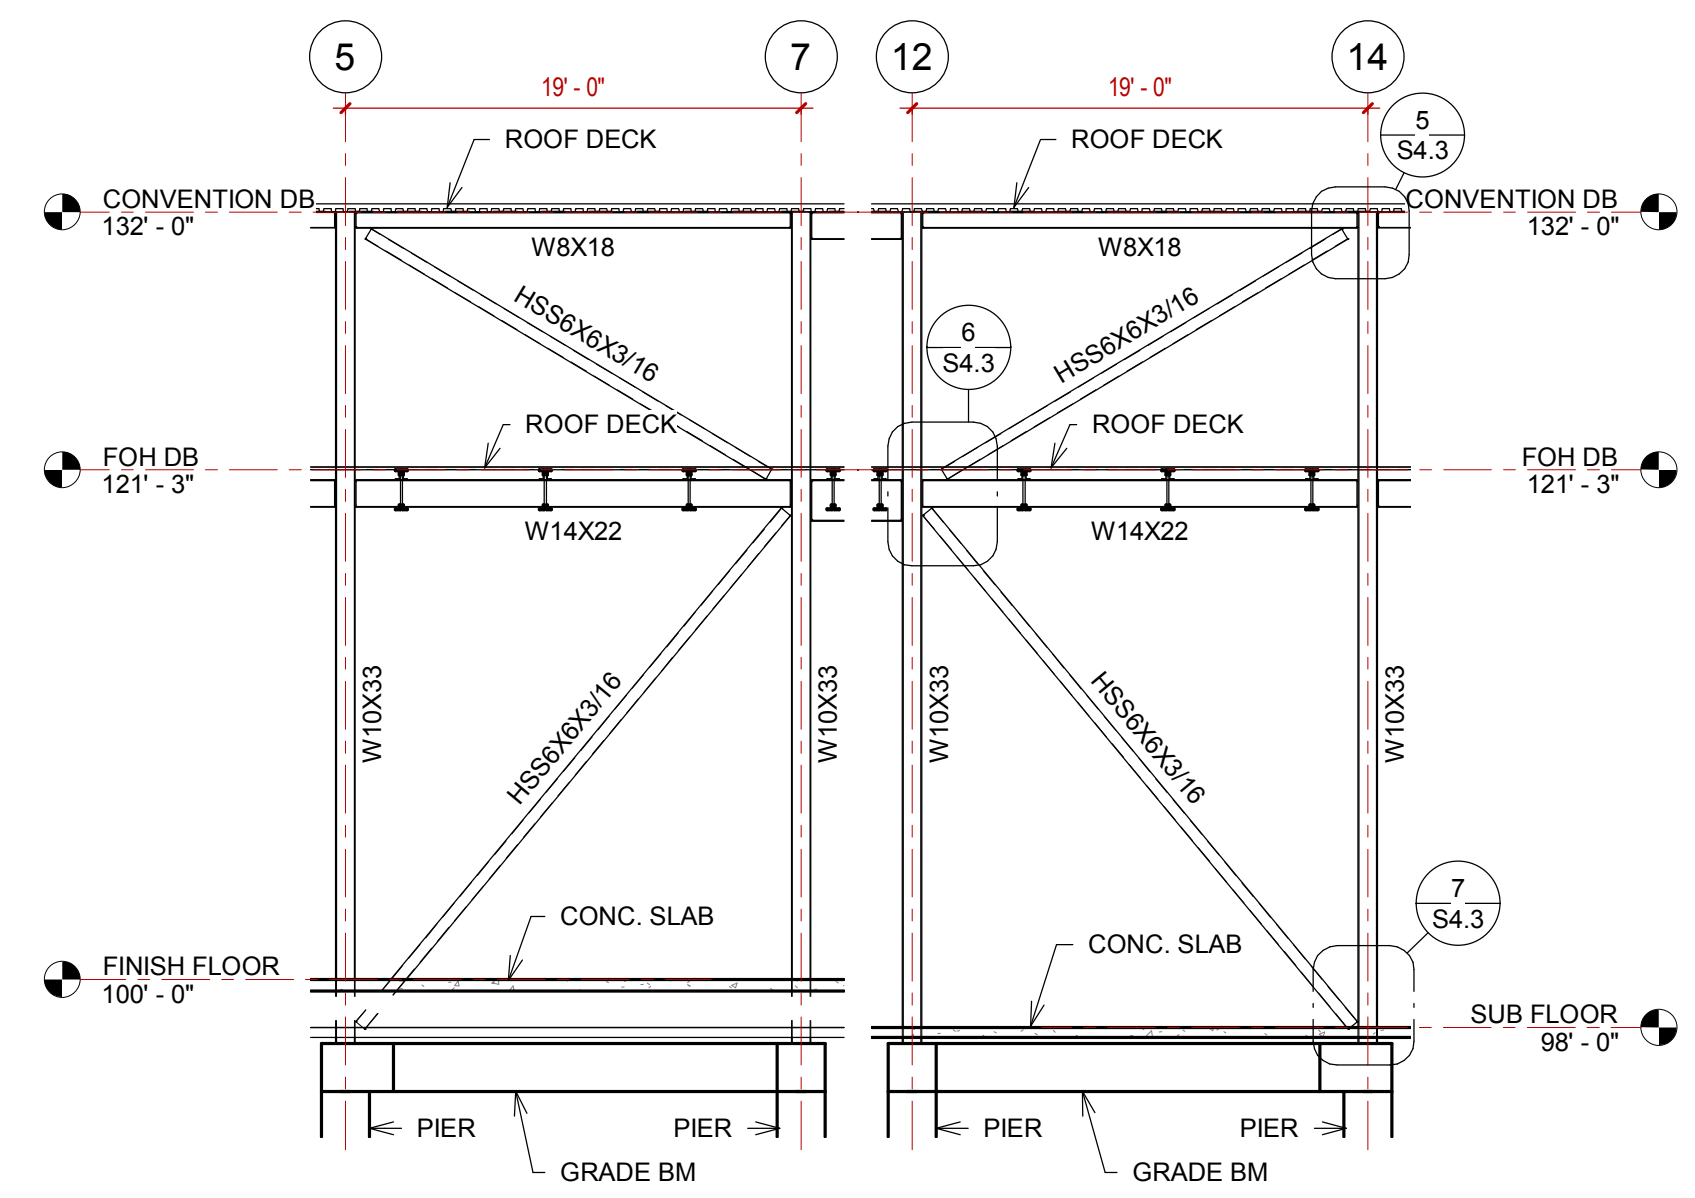 5
7
12
14
19' - 0"
19' - 0"
5
S4.3
ROOF DECK
ROOF DECK
CONVENTION DB
132' - 0"
CONVENTION DB
132' - 0"
W8X18
W8X18
HSS6X6X3/16
HSS6X6X3/16
6
S4.3
ROOF DECK
ROOF DECK
FOH DB
121' - 3"
FOH DB
121' - 3"
W14X22
W14X22
W10X33
HSS6X6X3/16
W10X33
W10X33
HSS6X6X3/16
W10X33
7
S4.3
CONC. SLAB
CONC. SLAB
FINISH FLOOR
100' - 0"
SUB FLOOR
98' - 0"
PIER
PIER
PIER
PIER
GRADE BM
GRADE BM